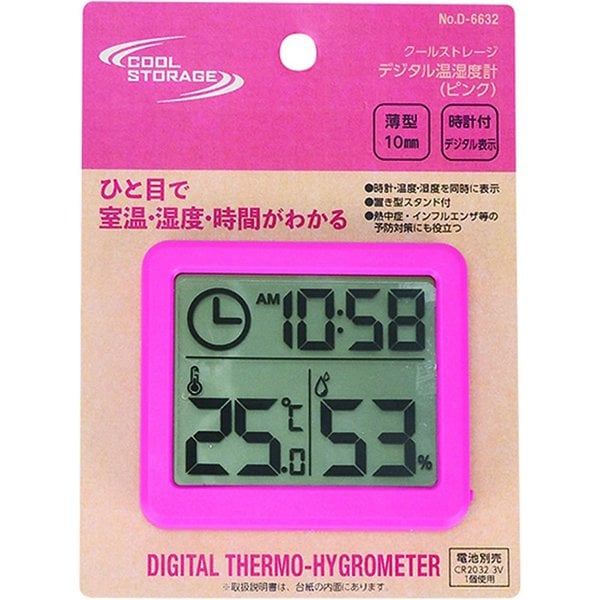 No.D-6632
COOL
STORAGE
クールストレージ
デジタル温湿度計
(ピンク)
薄型
10mm
時計付
デジタル表示
ひと目で
室温・湿度・時間がわかる
●時計・温度・湿度を同時に表示
●置き型スタンド付
●熱中症・インフルエンザ等の
予防対策にも役立つ
AM 10:58
25.0℃
53%
DIGITAL THERMO-HYGROMETER
※取扱説明書は、台紙の内面にあります。
電池別売
CR2032 3V
1個使用